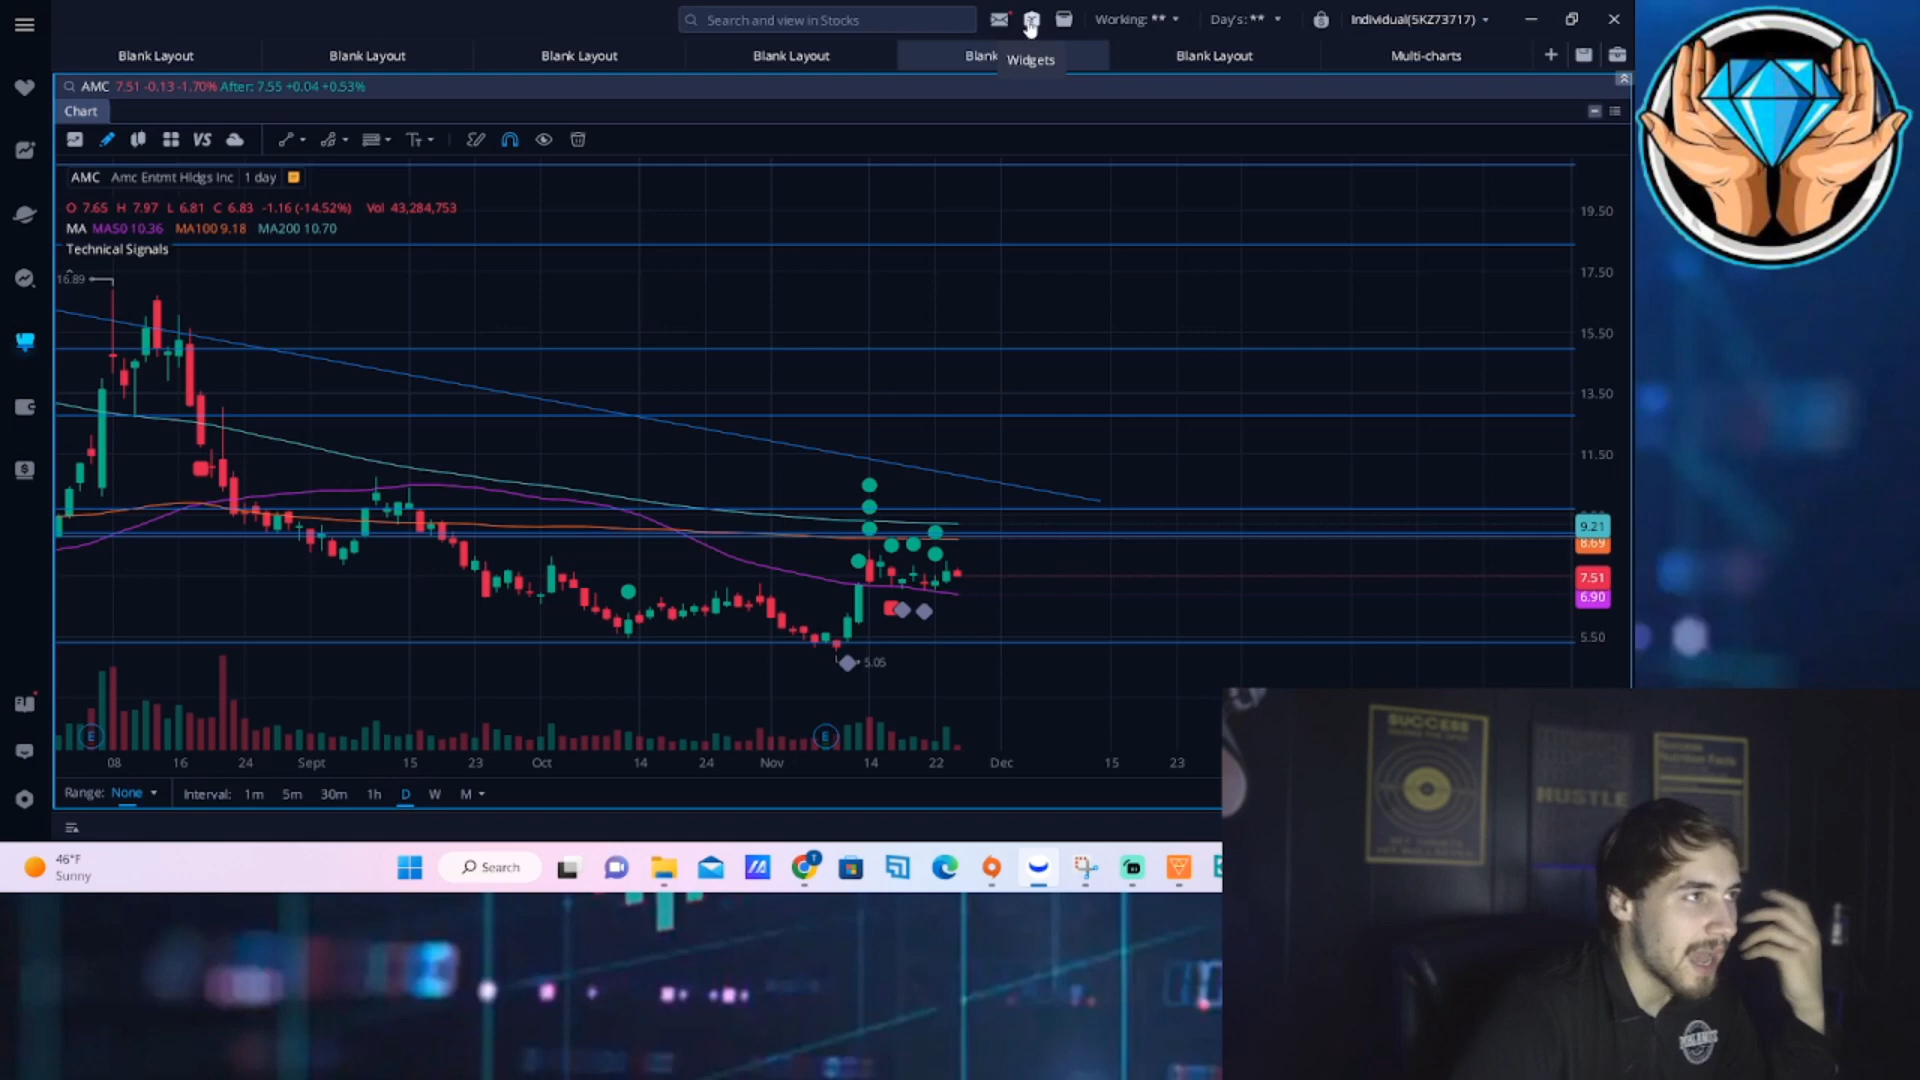 Search and view in Stocks
Working: **
Day's: **
Individual(5KZ73717)
Blank Layout
Blank Layout
Blank Layout
Blank Layout
Blank
Widgets
Blank Layout
Multi-charts
AMC 7.51 -0.13 -1.70% After: 7.55 +0.04 +0.53%
Chart
VS
AMC Amc Entmt Hldgs Inc 1 day
O 7.65 H 7.97 L 6.81 C 6.83 -1.16 (-14.52%) Vol 43,284,753
MA MA50 10.36 MA100 9.18 MA200 10.70
Technical Signals
16.89
19.50
17.50
15.50
13.50
11.50
9.21
8.69
7.51
6.90
5.50
5.05
E
E
08 16 24 Sept 15 23 Oct 14 24 Nov 14 22 Dec 15 23
Range: None Interval: 1m 5m 30m 1h D W M
46°F
Sunny
Search
SUCCESS
HUSTLE
Success
Nutrition Facts